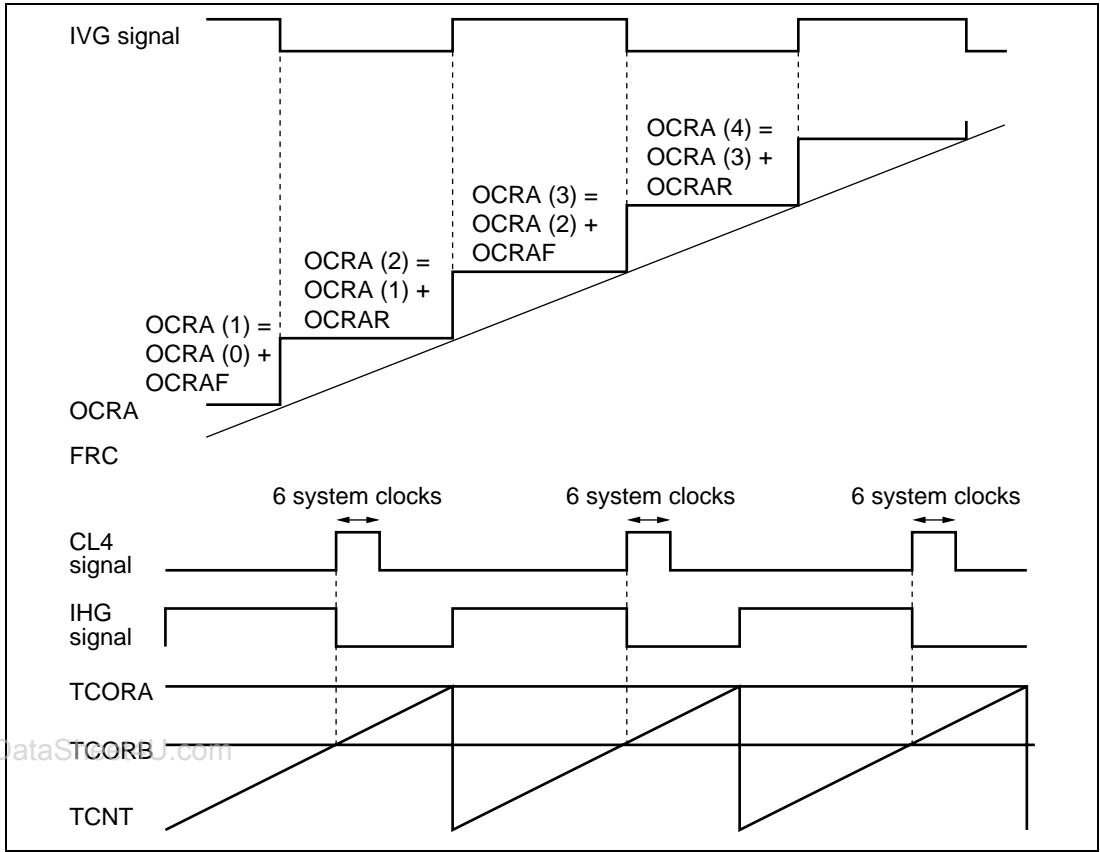 IVG signal
OCRA (4) =
OCRA (3) +
OCRAR
OCRA (3) =
OCRA (2) +
OCRAF
OCRA (2) =
OCRA (1) +
OCRAR
OCRA (1) =
OCRA (0) +
OCRAF
OCRA
FRC
6 system clocks 6 system clocks 6 system clocks
CL4
signal
IHG
signal
TCORA
TCORB
TCNT